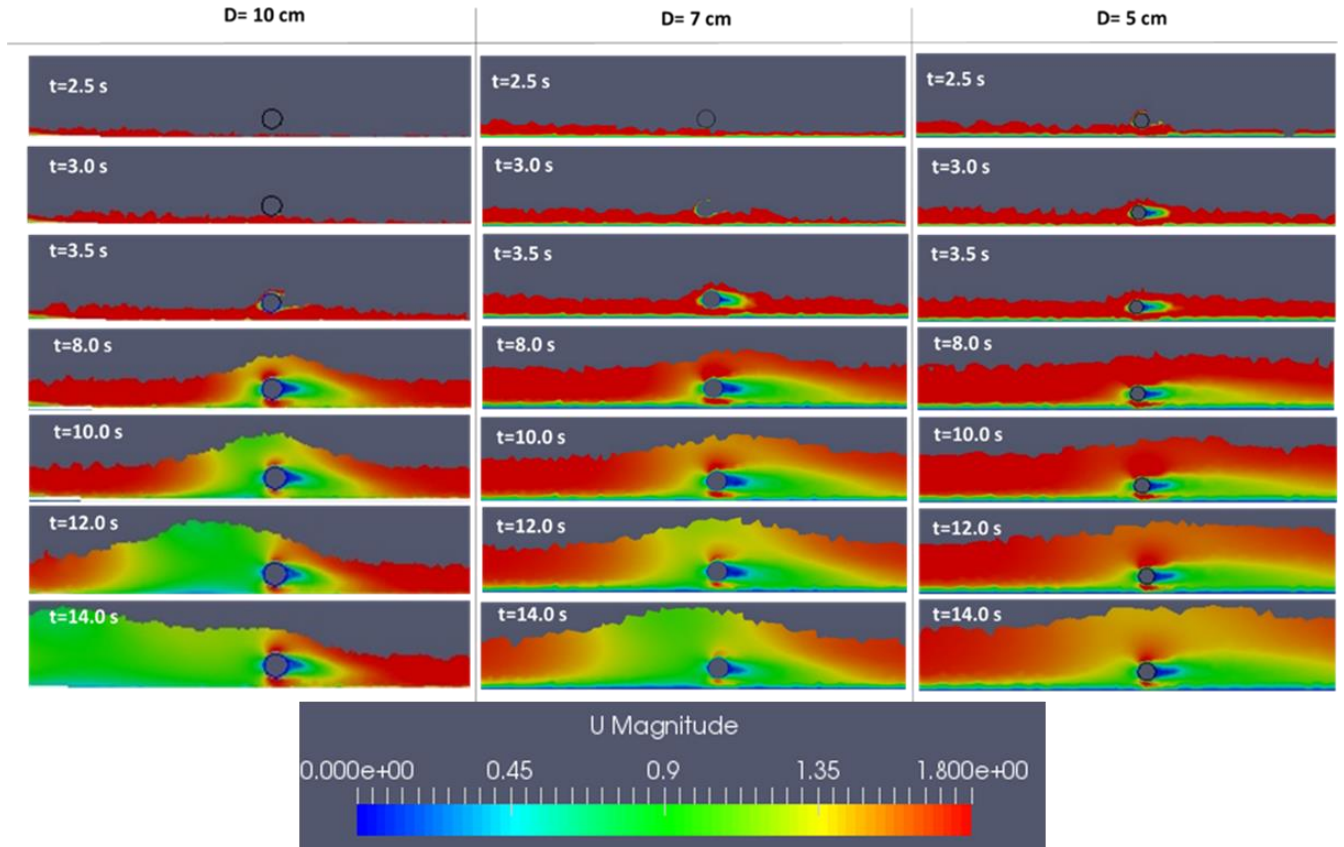 D= 10 cm D= 7 cm D= 5 cm
t=2.5 s t=2.5 s t=2.5 s
t=3.0 s t=3.0 s t=3.0 s
t=3.5 s t=3.5 s t=3.5 s
t=8.0 s t=8.0 s t=8.0 s
t=10.0 s t=10.0 s t=10.0 s
t=12.0 s t=12.0 s t=12.0 s
t=14.0 s t=14.0 s t=14.0 s
U Magnitude
0.000e+00 0.45 0.9 1.35 1.800e+00